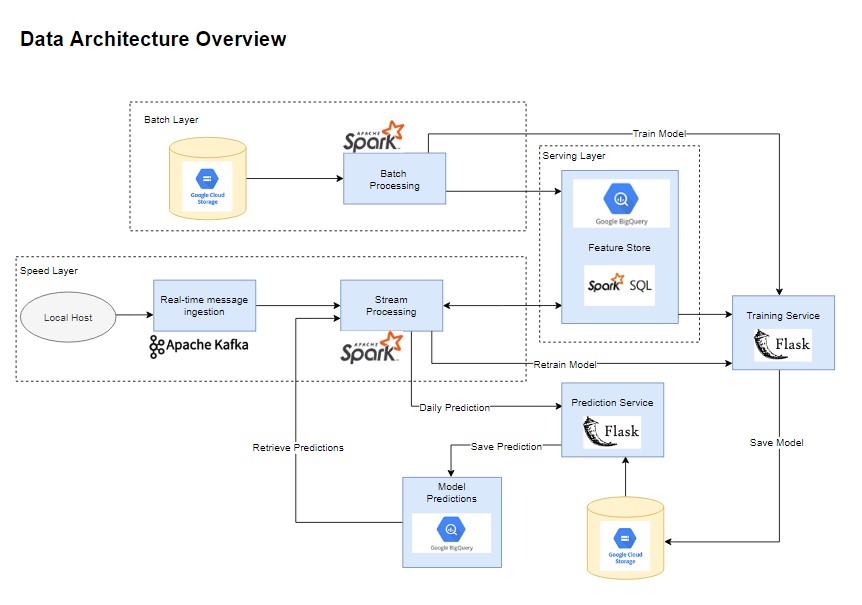 Data Architecture Overview
Batch Layer
APACHE
Spark
Google Cloud
Storage
Batch
Processing
Train Model
Serving Layer
Google BigQuery
Feature Store
Spark SQL
Speed Layer
Local Host
Real-time message
ingestion
Apache Kafka
Stream
Processing
APACHE
Spark
Training Service
Flask
Retrain Model
Daily Prediction
Prediction Service
Flask
Retrieve Predictions
Save Prediction
Save Model
Model
Predictions
Google BigQuery
Google Cloud
Storage